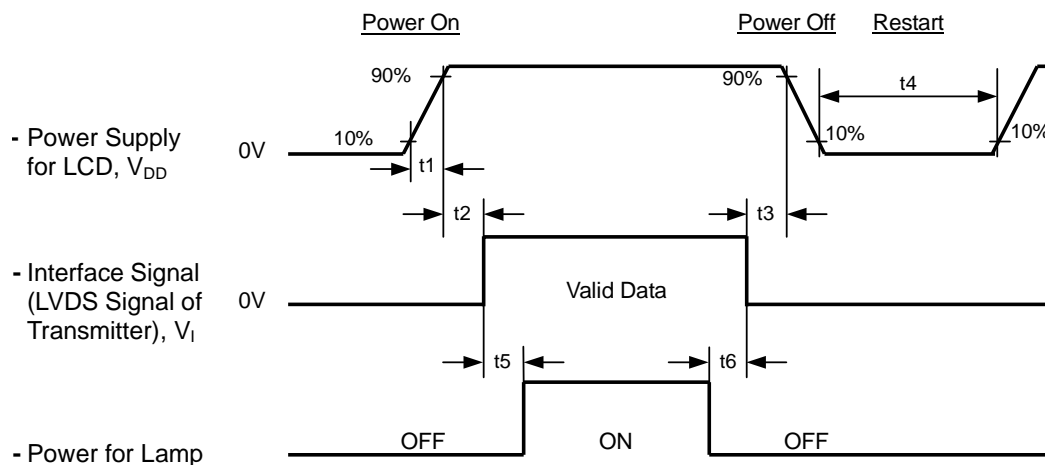 Power On
Power Off
Restart
90%
90%
t4
10%
10%
10%
- Power Supply
for LCD, VDD
0V
t1
t2
t3
- Interface Signal
(LVDS Signal of
Transmitter), VI
0V
Valid Data
t5
t6
- Power for Lamp
OFF
ON
OFF